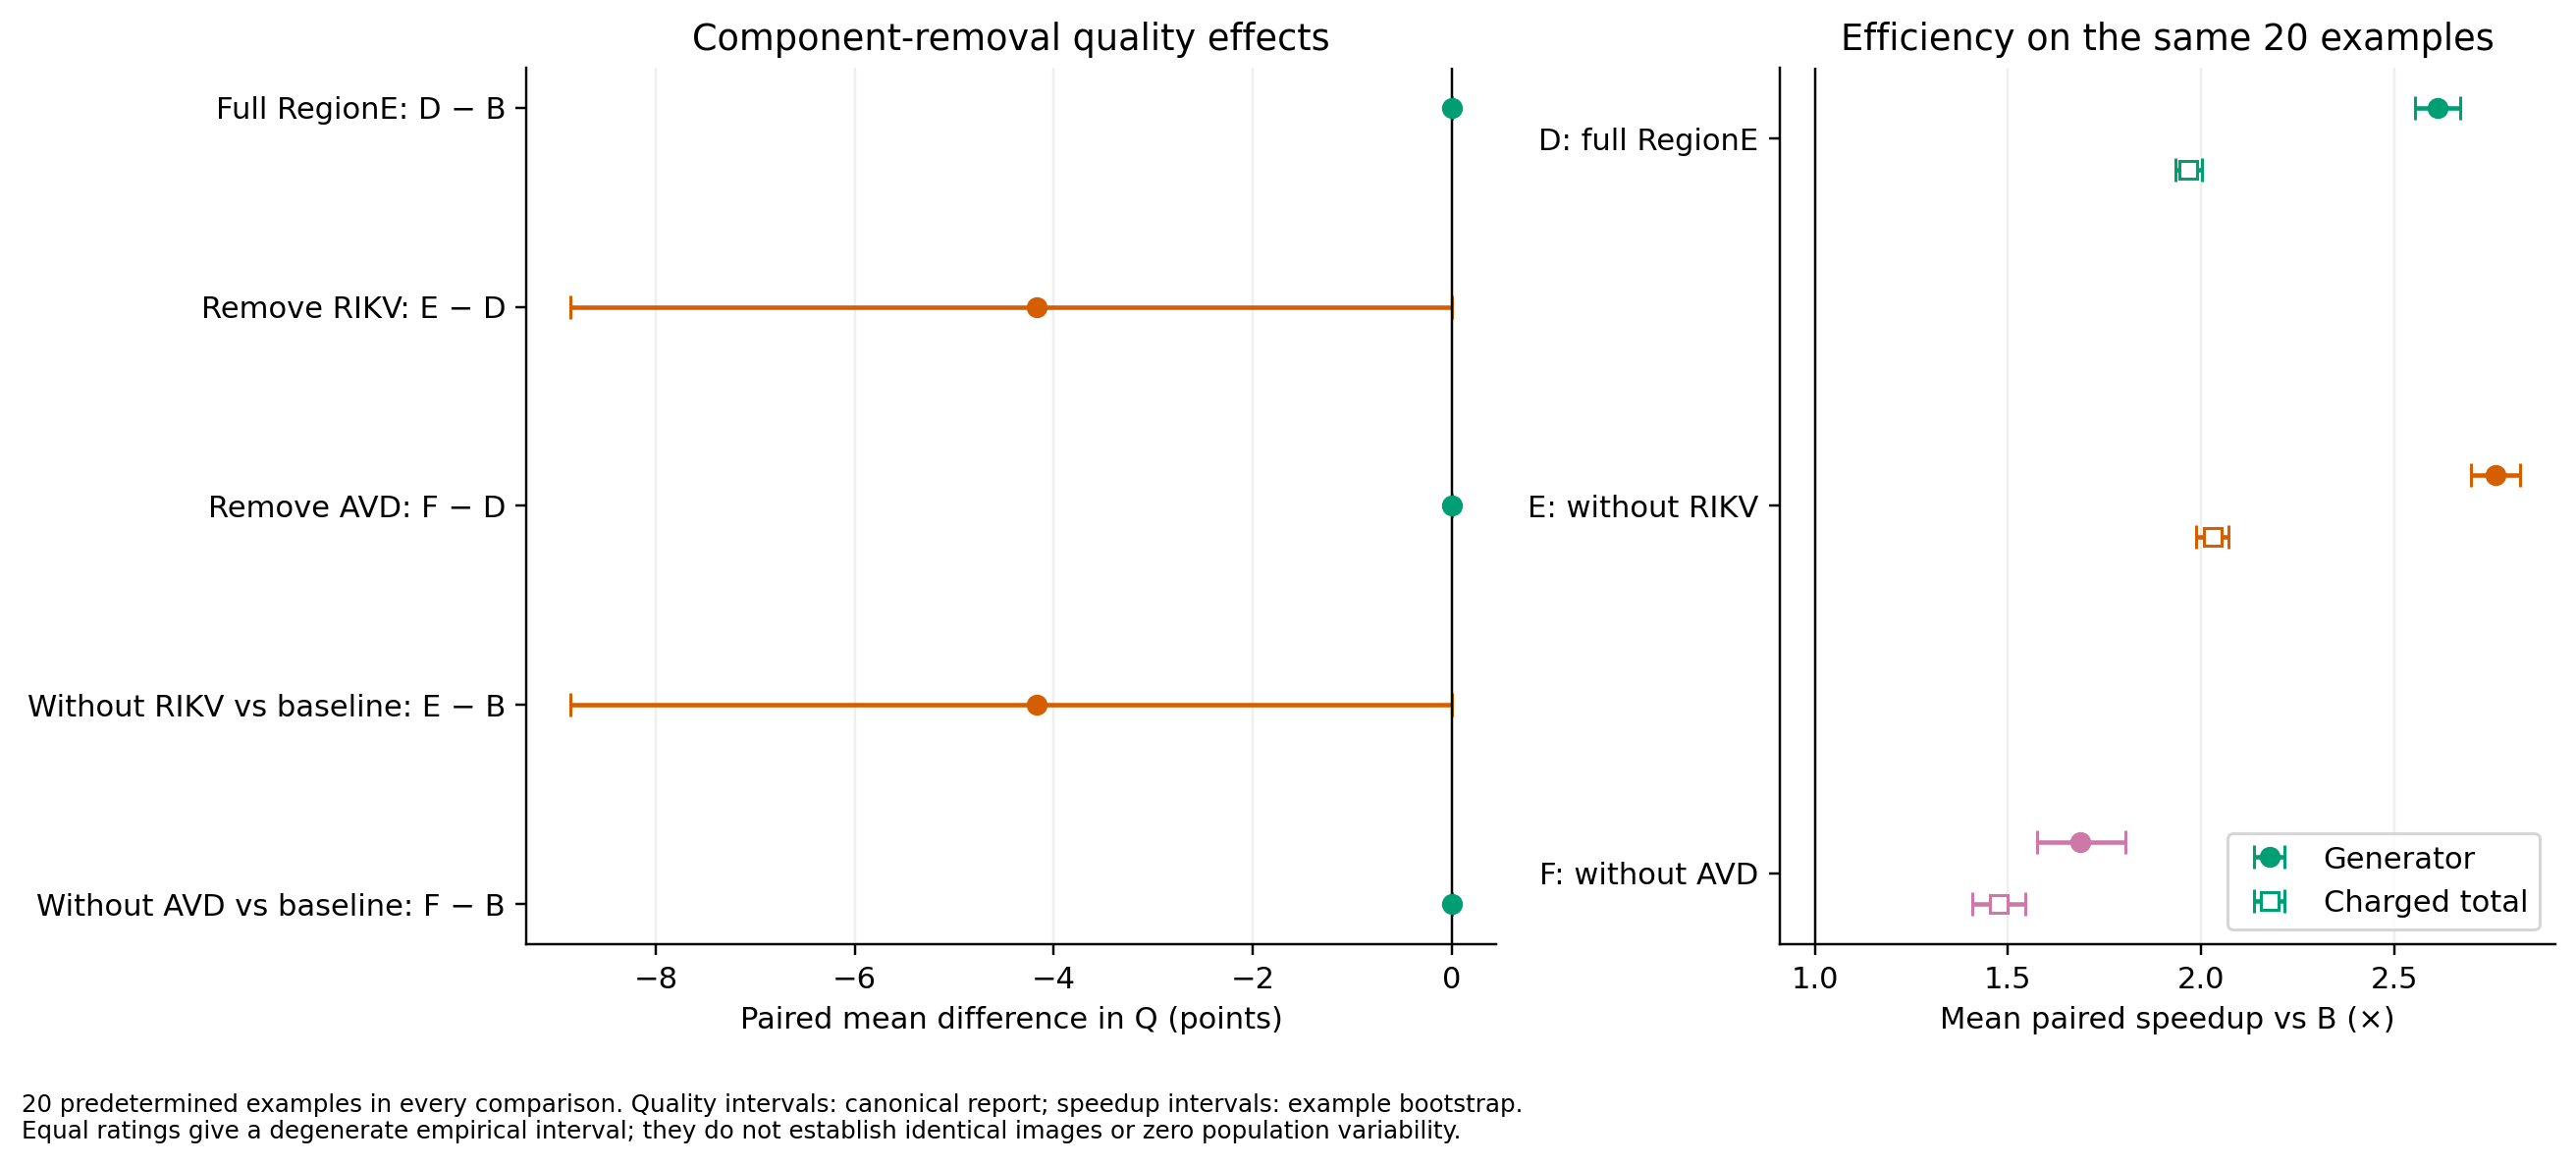 Component-removal quality effects
Full RegionE: D − B
Remove RIKV: E − D
Remove AVD: F − D
Without RIKV vs baseline: E − B
Without AVD vs baseline: F − B
−8 −6 −4 −2 0
Paired mean difference in Q (points)
Efficiency on the same 20 examples
D: full RegionE
E: without RIKV
F: without AVD
Generator
Charged total
1.0 1.5 2.0 2.5
Mean paired speedup vs B (×)
20 predetermined examples in every comparison. Quality intervals: canonical report; speedup intervals: example bootstrap.
Equal ratings give a degenerate empirical interval; they do not establish identical images or zero population variability.